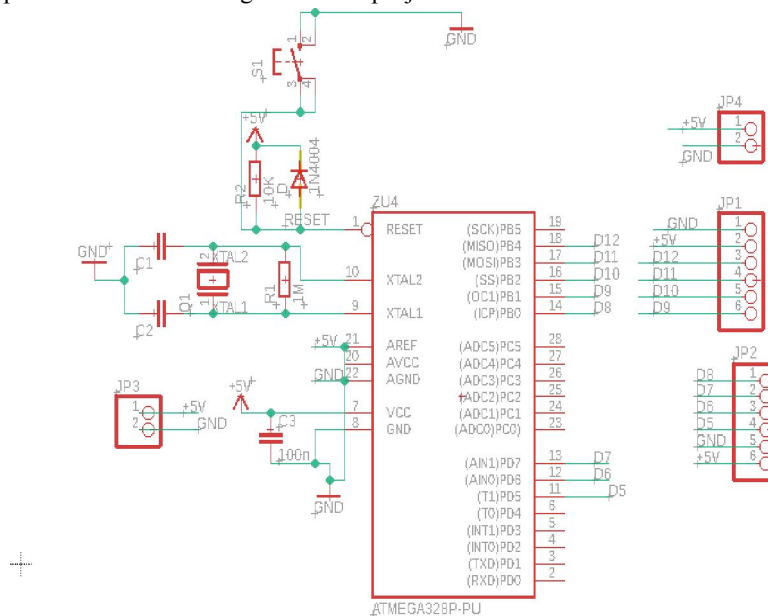 GND
S1
1
2
3
4
+5V
R2
10K
D
1N4004
RESET
ZU4
GND
C1
C2
Q1
2
XTAL2
1
XTAL1
R1
1M
1 RESET (SCK)PB5 19
(MISO)PB4 18 D12
(MOSI)PB3 17 D11
10 XTAL2 (SS)PB2 16 D10
(OC1)PB1 15 D9
9 XTAL1 (ICP)PB0 14 D8
+5V 21 AREF (ADC5)PC5 28
20 AVCC (ADC4)PC4 27
GND 22 AGND (ADC3)PC3 26
(ADC2)PC2 25
7 VCC (ADC1)PC1 24
8 GND (ADC0)PC0) 23
(AIN1)PD7 13 D7
(AIN0)PD6 12 D6
(T1)PD5 11 D5
(T0)PD4 6
(INT1)PD3 5
(INT0)PD2 4
(TXD)PD1 3
(RXD)PD0 2
ATMEGA328P-PU
JP3
1 +5V
2 GND
+5V
C3
100n
GND
JP4
+5V 1
GND 2
JP1
GND 1
+5V 2
D12 3
D11 4
D10 5
D9 6
JP2
D8 1
D7 2
D6 3
D5 4
GND 5
+5V 6